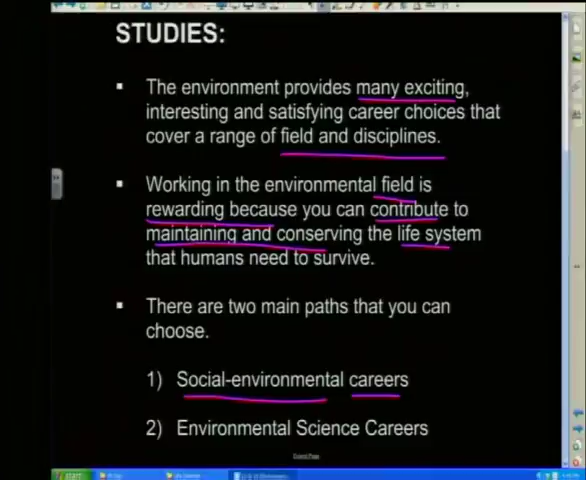 STUDIES:
▪ The environment provides many exciting,
interesting and satisfying career choices that
cover a range of field and disciplines.
▪ Working in the environmental field is
rewarding because you can contribute to
maintaining and conserving the life system
that humans need to survive.
▪ There are two main paths that you can
choose.
1) Social-environmental careers
2) Environmental Science Careers
Extend Page
start